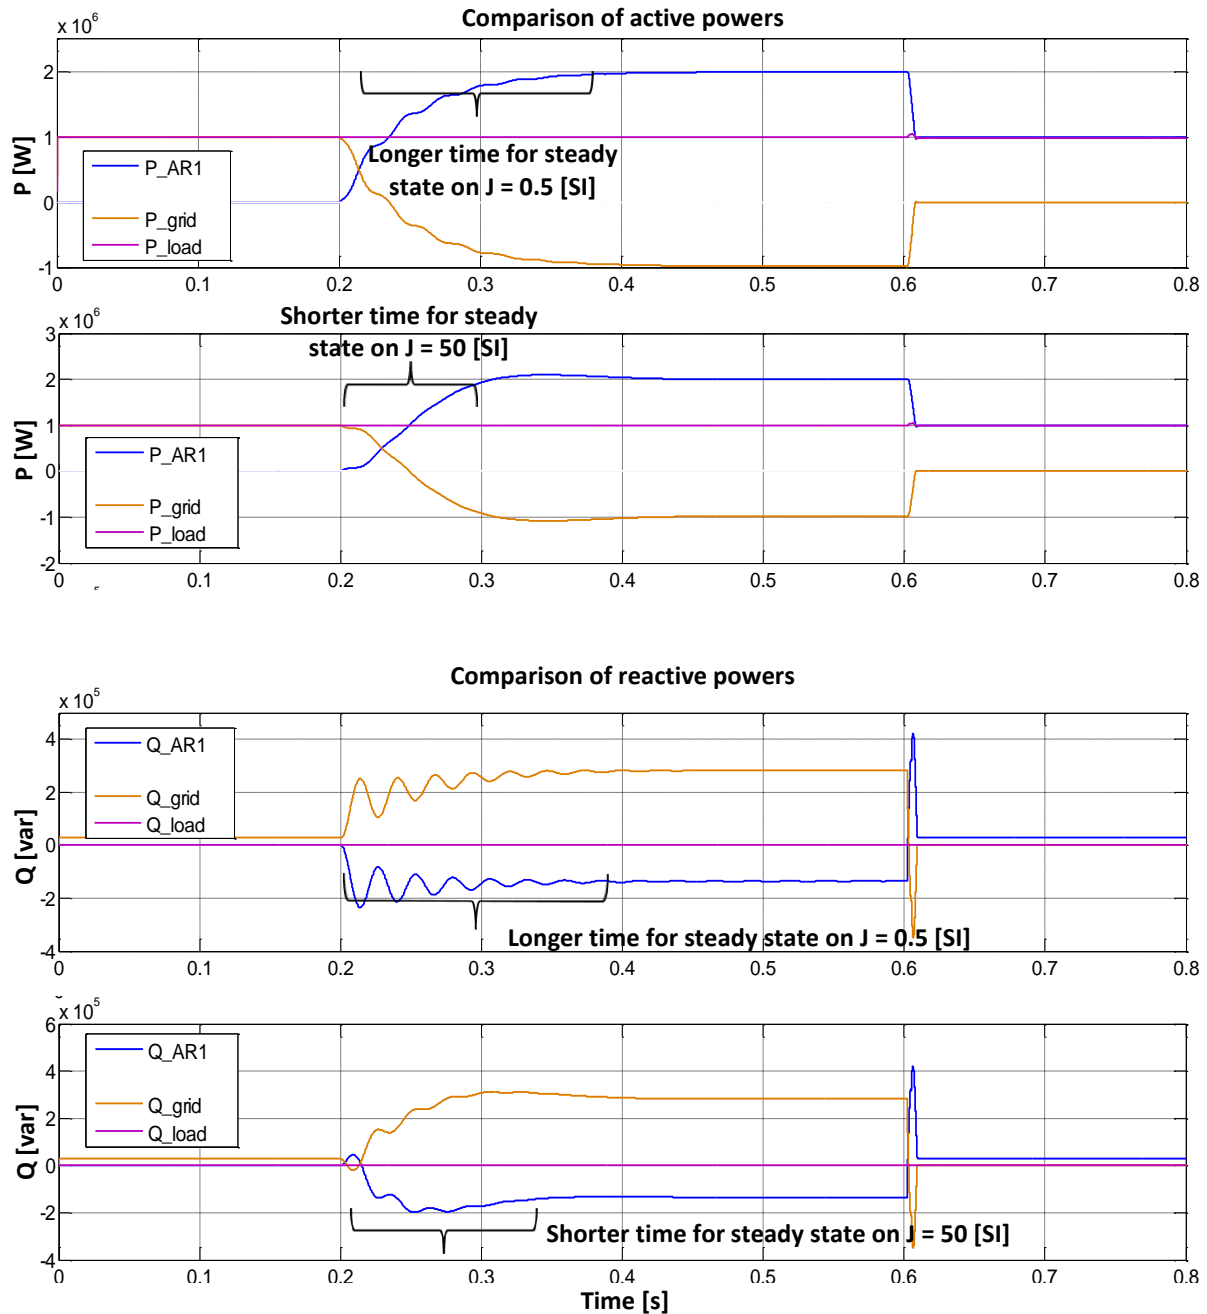 Comparison of active powers
x 10^6
2
1
0
-1
P [W]
P_AR1
P_grid
P_load
Longer time for steady
state on J = 0.5 [SI]
0 0.1 0.2 0.3 0.4 0.5 0.6 0.7 0.8
x 10^6
Shorter time for steady
state on J = 50 [SI]
3
2
1
0
-1
-2
P [W]
P_AR1
P_grid
P_load
0 0.1 0.2 0.3 0.4 0.5 0.6 0.7 0.8
Comparison of reactive powers
x 10^5
4
2
0
-2
-4
Q [var]
Q_AR1
Q_grid
Q_load
Longer time for steady state on J = 0.5 [SI]
0 0.1 0.2 0.3 0.4 0.5 0.6 0.7 0.8
x 10^5
6
4
2
0
-2
-4
Q [var]
Q_AR1
Q_grid
Q_load
Shorter time for steady state on J = 50 [SI]
0 0.1 0.2 0.3 0.4 0.5 0.6 0.7 0.8
Time [s]